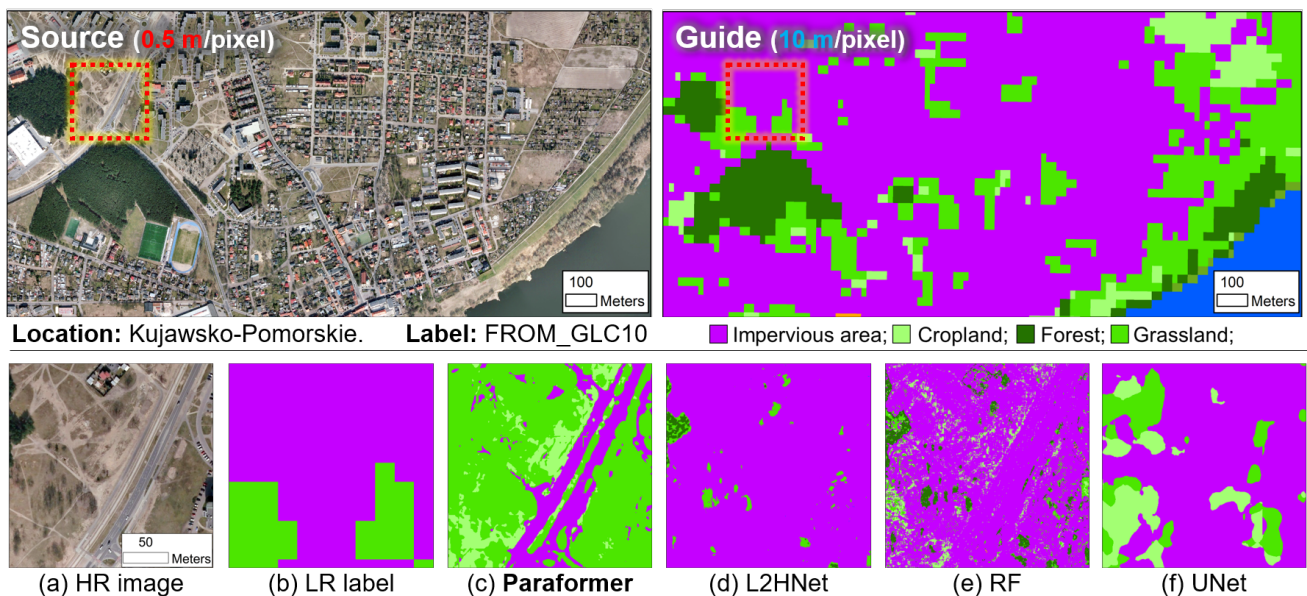 Source (0.5 m/pixel)
Guide (10 m/pixel)
100
Meters
100
Meters
Location: Kujawsko-Pomorskie. Label: FROM_GLC10
Impervious area; Cropland; Forest; Grassland;
50
Meters
(a) HR image
(b) LR label
(c) Paraformer
(d) L2HNet
(e) RF
(f) UNet